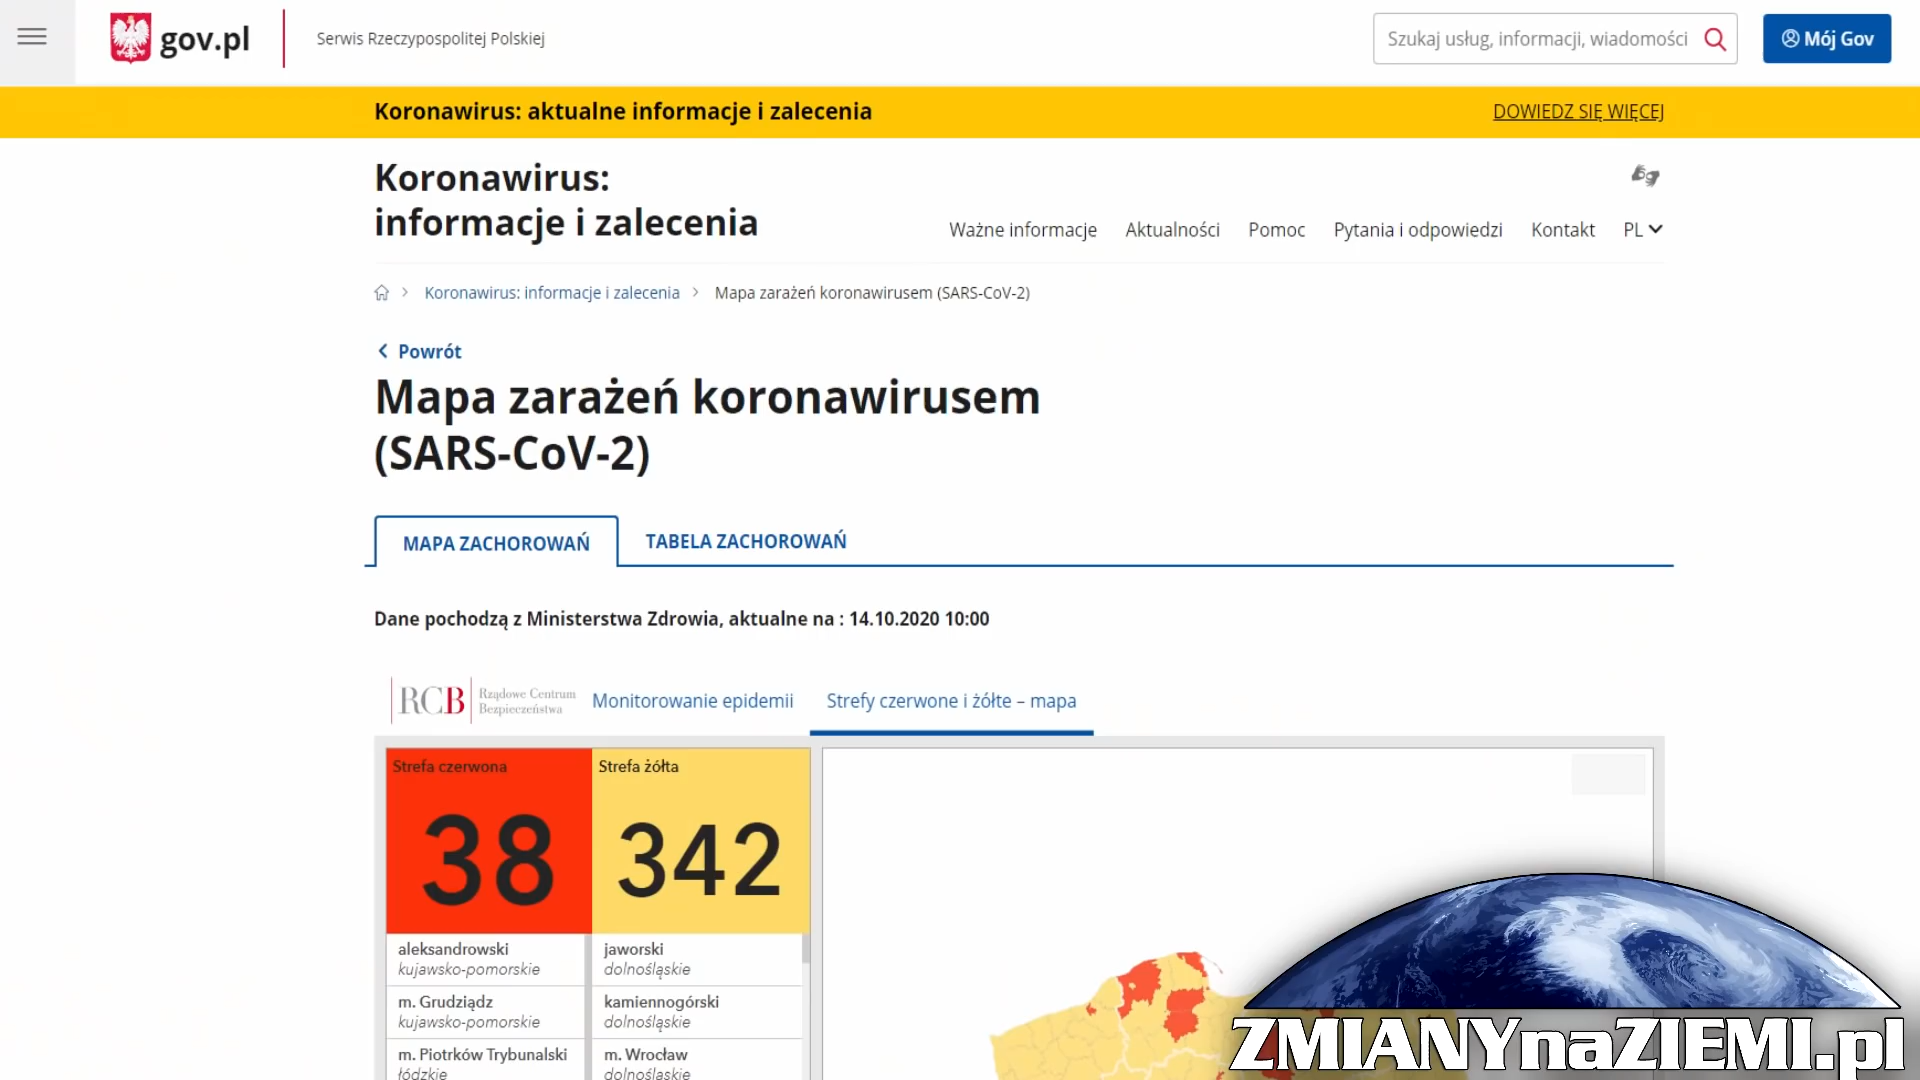 gov.pl
Serwis Rzeczypospolitej Polskiej
Szukaj usług, informacji, wiadomości
Mój Gov
Koronawirus: aktualne informacje i zalecenia
DOWIEDZ SIĘ WIĘCEJ
Koronawirus:
informacje i zalecenia
Ważne informacje
Aktualności
Pomoc
Pytania i odpowiedzi
Kontakt
PL
Koronawirus: informacje i zalecenia
Mapa zarażeń koronawirusem (SARS-CoV-2)
Powrót
Mapa zarażeń koronawirusem
(SARS-CoV-2)
MAPA ZACHOROWAŃ
TABELA ZACHOROWAŃ
Dane pochodzą z Ministerstwa Zdrowia, aktualne na : 14.10.2020 10:00
RCB
Rządowe Centrum
Bezpieczeństwa
Monitorowanie epidemii
Strefy czerwone i żółte – mapa
Strefa czerwona
38
Strefa żółta
342
aleksandrowski
kujawsko-pomorskie
m. Grudziądz
kujawsko-pomorskie
m. Piotrków Trybunalski
łódzkie
jaworski
dolnośląskie
kamiennogórski
dolnośląskie
m. Wrocław
dolnośląskie
ZMIANYnaZIEMI.pl